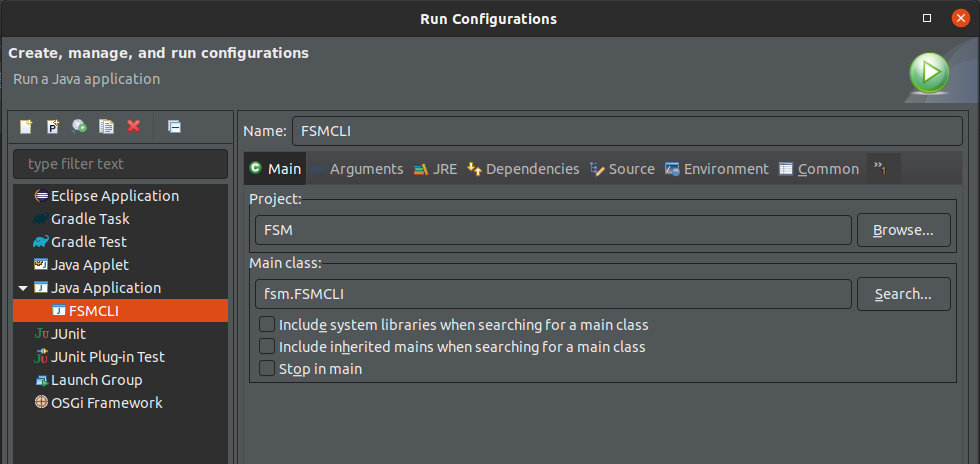 Run Configurations
Create, manage, and run configurations
Run a Java application
Name: FSMCLI
type filter text
Main Arguments JRE Dependencies Source Environment Common »1
Eclipse Application
Gradle Task
Gradle Test
Java Applet
Java Application
FSMCLI
JUnit
JUnit Plug-in Test
Launch Group
OSGi Framework
Project:
FSM Browse...
Main class:
fsm.FSMCLI Search...
Include system libraries when searching for a main class
Include inherited mains when searching for a main class
Stop in main